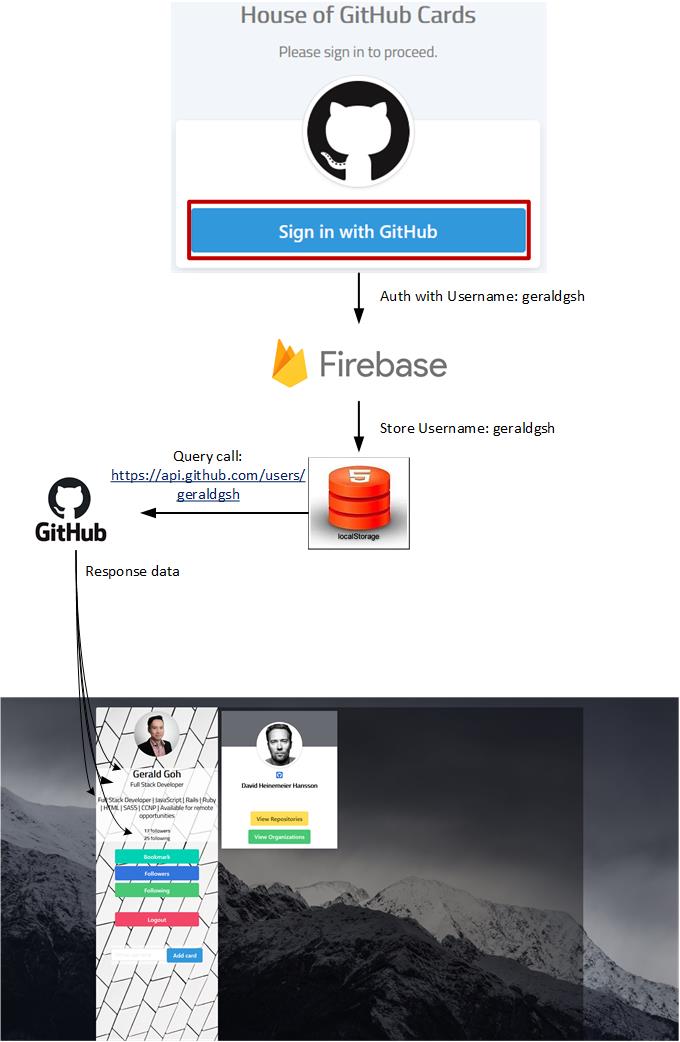 House of GitHub Cards
Please sign in to proceed.
Sign in with GitHub
Auth with Username: geraldgsh
Firebase
Store Username: geraldgsh
Query call:
https://api.github.com/users/
geraldgsh
5
localStorage
GitHub
Response data
Gerald Goh
Full Stack Developer
Full Stack Developer | JavaScript | Rails | Ruby
| HTML | SASS | CCNP | Available for remote
opportunities
17 followers
25 following
Bookmark
Followers
Following
Logout
Add card
David Heinemeier Hansson
View Repositories
View Organizations